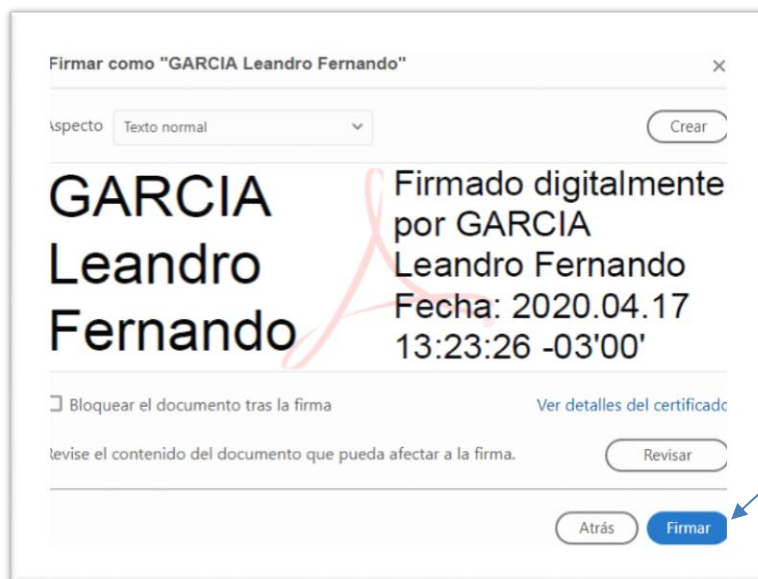 Firmar como "GARCIA Leandro Fernando"
Aspecto Texto normal Crear
GARCIA
Leandro
Fernando
Firmado digitalmente
por GARCIA
Leandro Fernando
Fecha: 2020.04.17
13:23:26 -03'00'
Bloquear el documento tras la firma Ver detalles del certificado
Revise el contenido del documento que pueda afectar a la firma. Revisar
Atrás Firmar